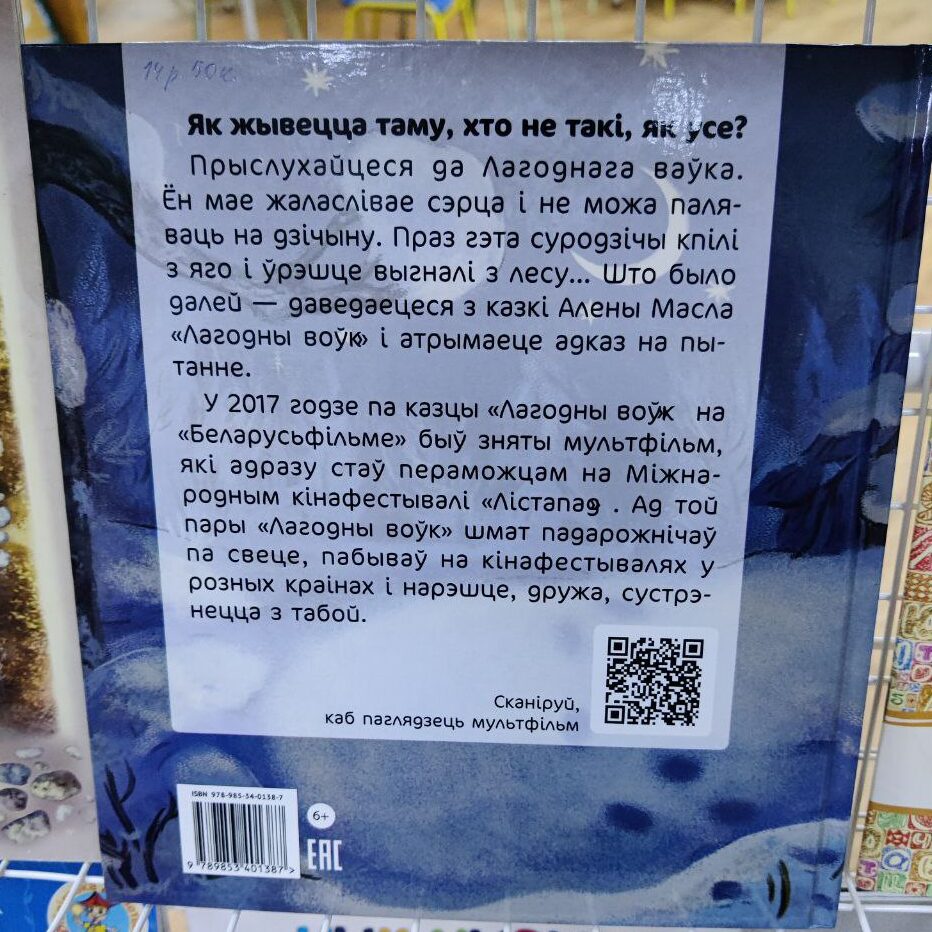 14р. 50к.
Як жывецца таму, хто не такі, як усе?
Прыслухайцеся да Лагоднага ваўка.
Ён мае жаласлівае сэрца і не можа паля-
ваць на дзічыну. Праз гэта суродзічы кпілі
з яго і ўрэшце выгналі з лесу... Што было
далей — даведаецеся з казкі Алены Масла
«Лагодны воўк» і атрымаеце адказ на пы-
танне.
У 2017 годзе па казцы «Лагодны воўк на
«Беларусьфільме» быў зняты мультфільм,
які адразу стаў пераможцам на Міжна-
родным кінафестывалі «Лістапад . Ад той
пары «Лагодны воўк» шмат падарожнічаў
па свеце, пабываў на кінафестывалях у
розных краінах і нарэшце, дружа, сустрэ-
нецца з табой.
Сканіруй,
каб паглядзець мультфільм
ISBN 978-985-34-0138-7
9 789853 401387 >
6+
EAC